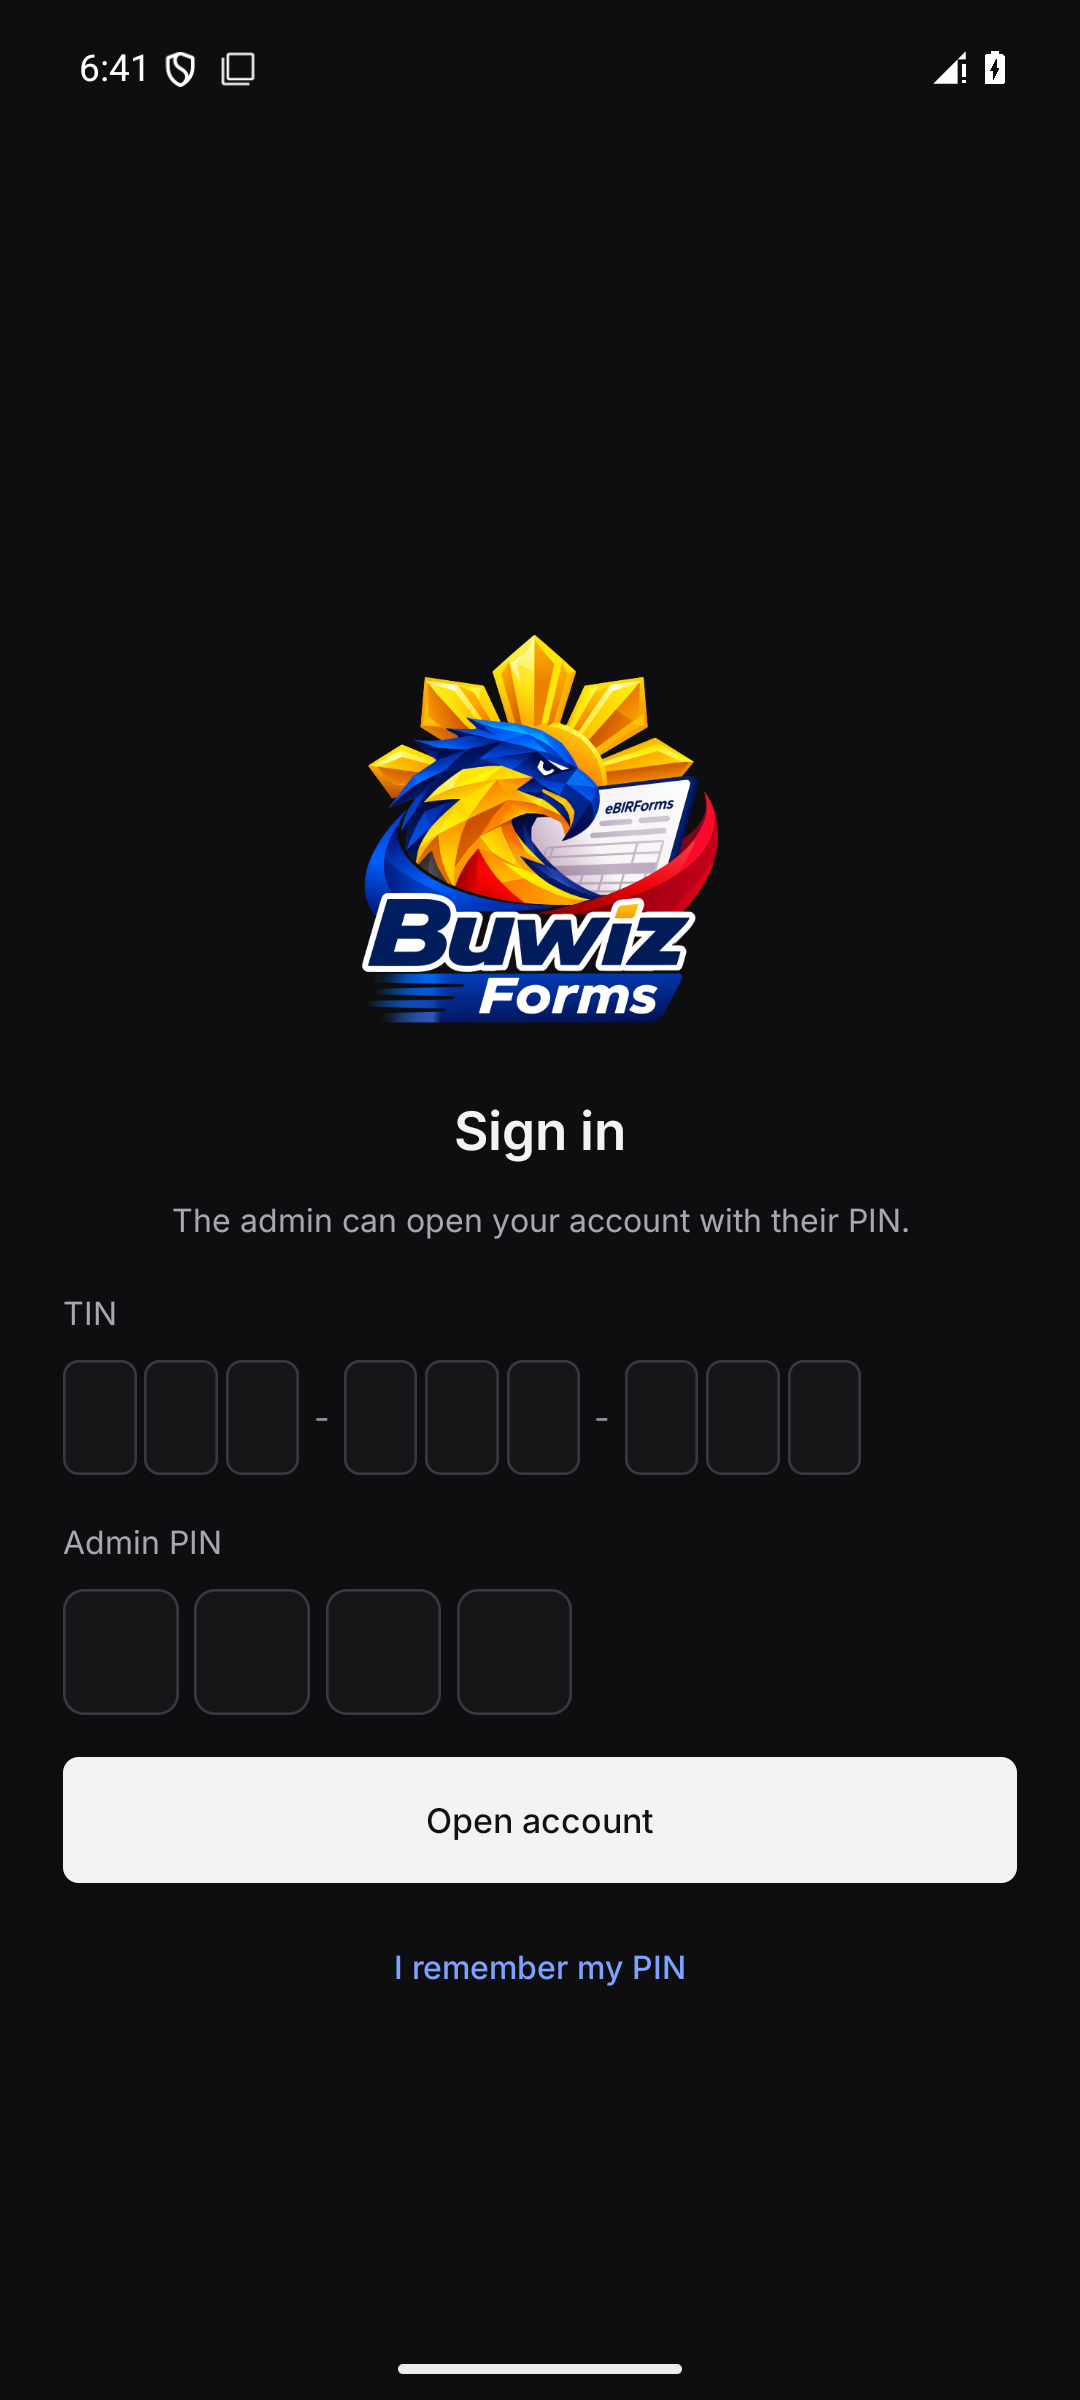 6:41
eBIRForms
Buwiz
Forms
Sign in
The admin can open your account with their PIN.
TIN
- -
Admin PIN
Open account
I remember my PIN